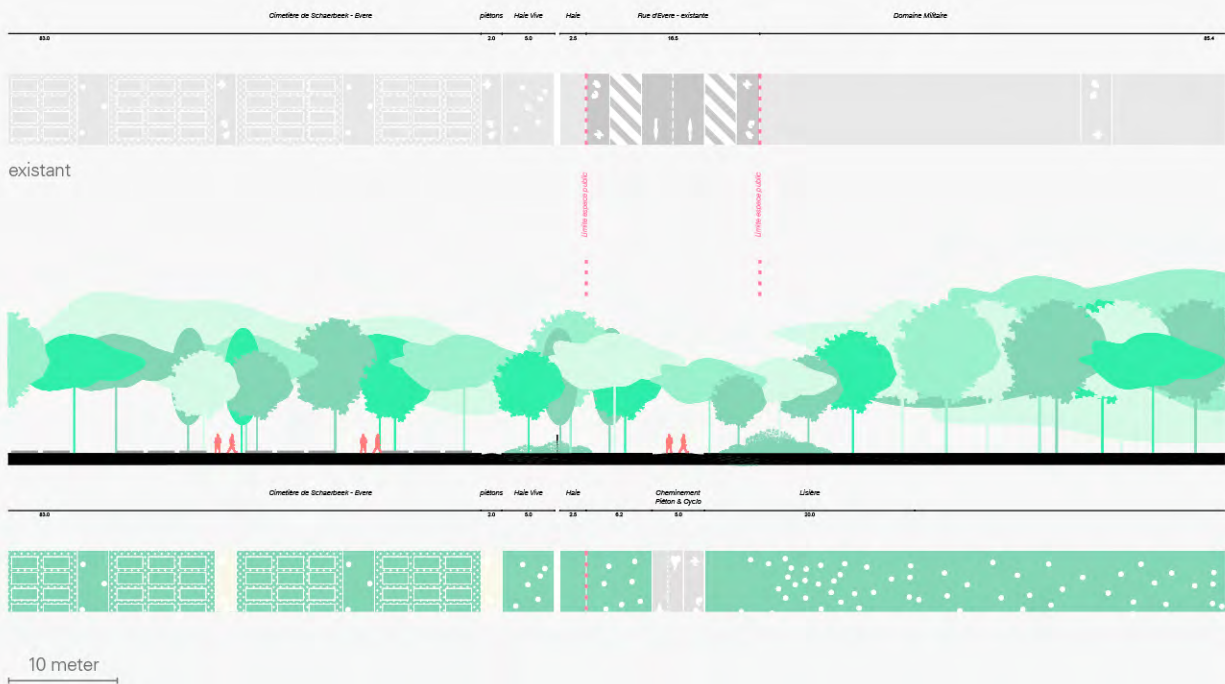 Cimetière de Schaerbeek - Evere
piétons
Haie Vive
Haie
Rue d'Evere - existante
Domaine Militaire
83.0
2.0
5.0
2.5
16.5
85.4
existant
Limite espace public
Limite espace public
Cimetière de Schaerbeek - Evere
piétons
Haie Vive
Haie
Cheminement
Piéton & Cyclo
Lisière
83.0
2.0
5.0
2.5
6.2
5.0
20.0
10 meter